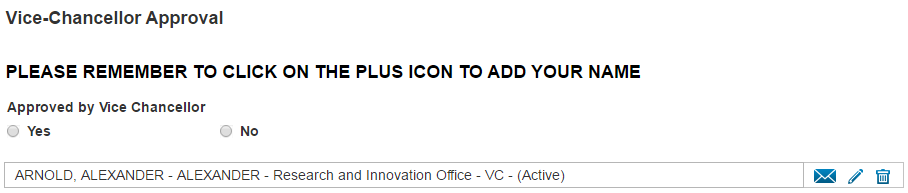 Vice-Chancellor Approval
PLEASE REMEMBER TO CLICK ON THE PLUS ICON TO ADD YOUR NAME
Approved by Vice Chancellor
Yes No
ARNOLD, ALEXANDER - ALEXANDER - Research and Innovation Office - VC - (Active)